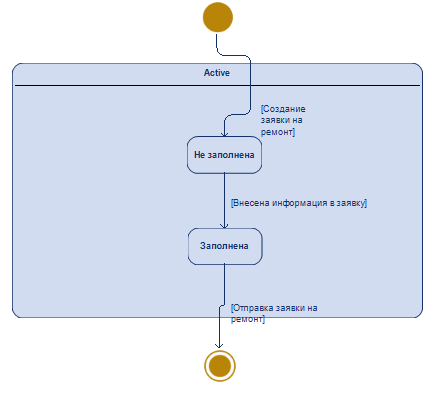 Active
[Создание
заявки на
ремонт]
Не заполнена
[Внесена информация в заявку]
Заполнена
[Отправка заявки на
ремонт]